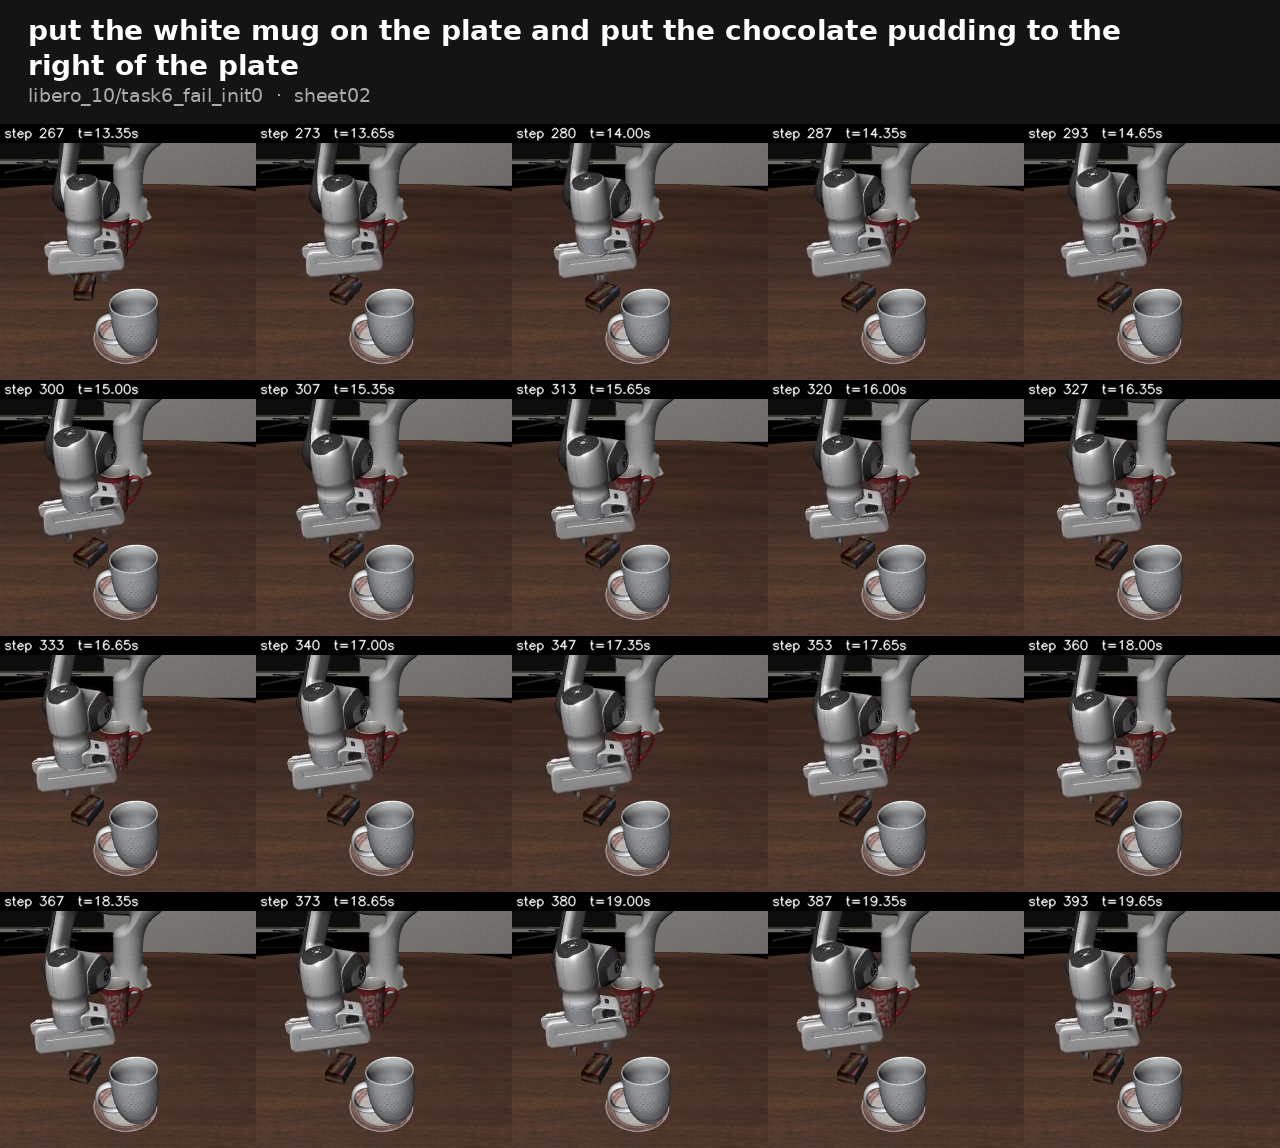 put the white mug on the plate and put the chocolate pudding to the
right of the plate
libero_10/task6_fail_init0 · sheet02
step 267 t=13.35s
step 273 t=13.65s
step 280 t=14.00s
step 287 t=14.35s
step 293 t=14.65s
step 300 t=15.00s
step 307 t=15.35s
step 313 t=15.65s
step 320 t=16.00s
step 327 t=16.35s
step 333 t=16.65s
step 340 t=17.00s
step 347 t=17.35s
step 353 t=17.65s
step 360 t=18.00s
step 367 t=18.35s
step 373 t=18.65s
step 380 t=19.00s
step 387 t=19.35s
step 393 t=19.65s